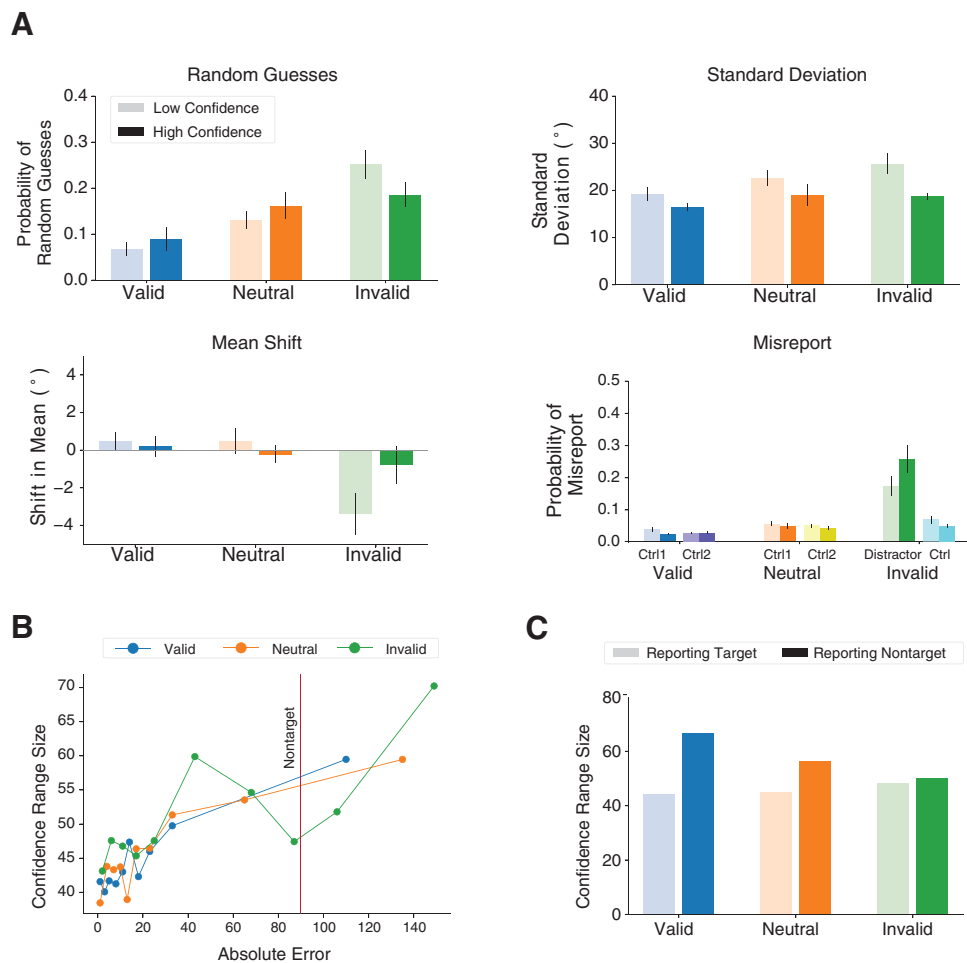 A
Random Guesses
Probability of
Random Guesses
0.4
0.3
0.2
0.1
0.0
Low Confidence
High Confidence
Valid Neutral Invalid
Standard Deviation
Standard
Deviation (°)
40
30
20
10
0
Valid Neutral Invalid
Mean Shift
Shift in Mean (°)
4
2
0
−2
−4
Valid Neutral Invalid
Misreport
Probability of
Misreport
0.5
0.4
0.3
0.2
0.1
0.0
Ctrl1 Ctrl2 Ctrl1 Ctrl2 Distractor Ctrl
Valid Neutral Invalid
B
Valid Neutral Invalid
Confidence Range Size
70
65
60
55
50
45
40
Nontarget
0 20 40 60 80 100 120 140
Absolute Error
C
Reporting Target Reporting Nontarget
Confidence Range Size
80
60
40
20
0
Valid Neutral Invalid